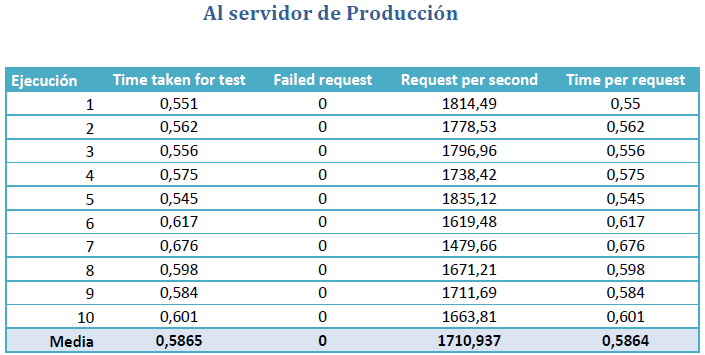 Al servidor de Producción
Ejecución Time taken for test Failed request Request per second Time per request
1 0,551 0 1814,49 0,55
2 0,562 0 1778,53 0,562
3 0,556 0 1796,96 0,556
4 0,575 0 1738,42 0,575
5 0,545 0 1835,12 0,545
6 0,617 0 1619,48 0,617
7 0,676 0 1479,66 0,676
8 0,598 0 1671,21 0,598
9 0,584 0 1711,69 0,584
10 0,601 0 1663,81 0,601
Media 0,5865 0 1710,937 0,5864